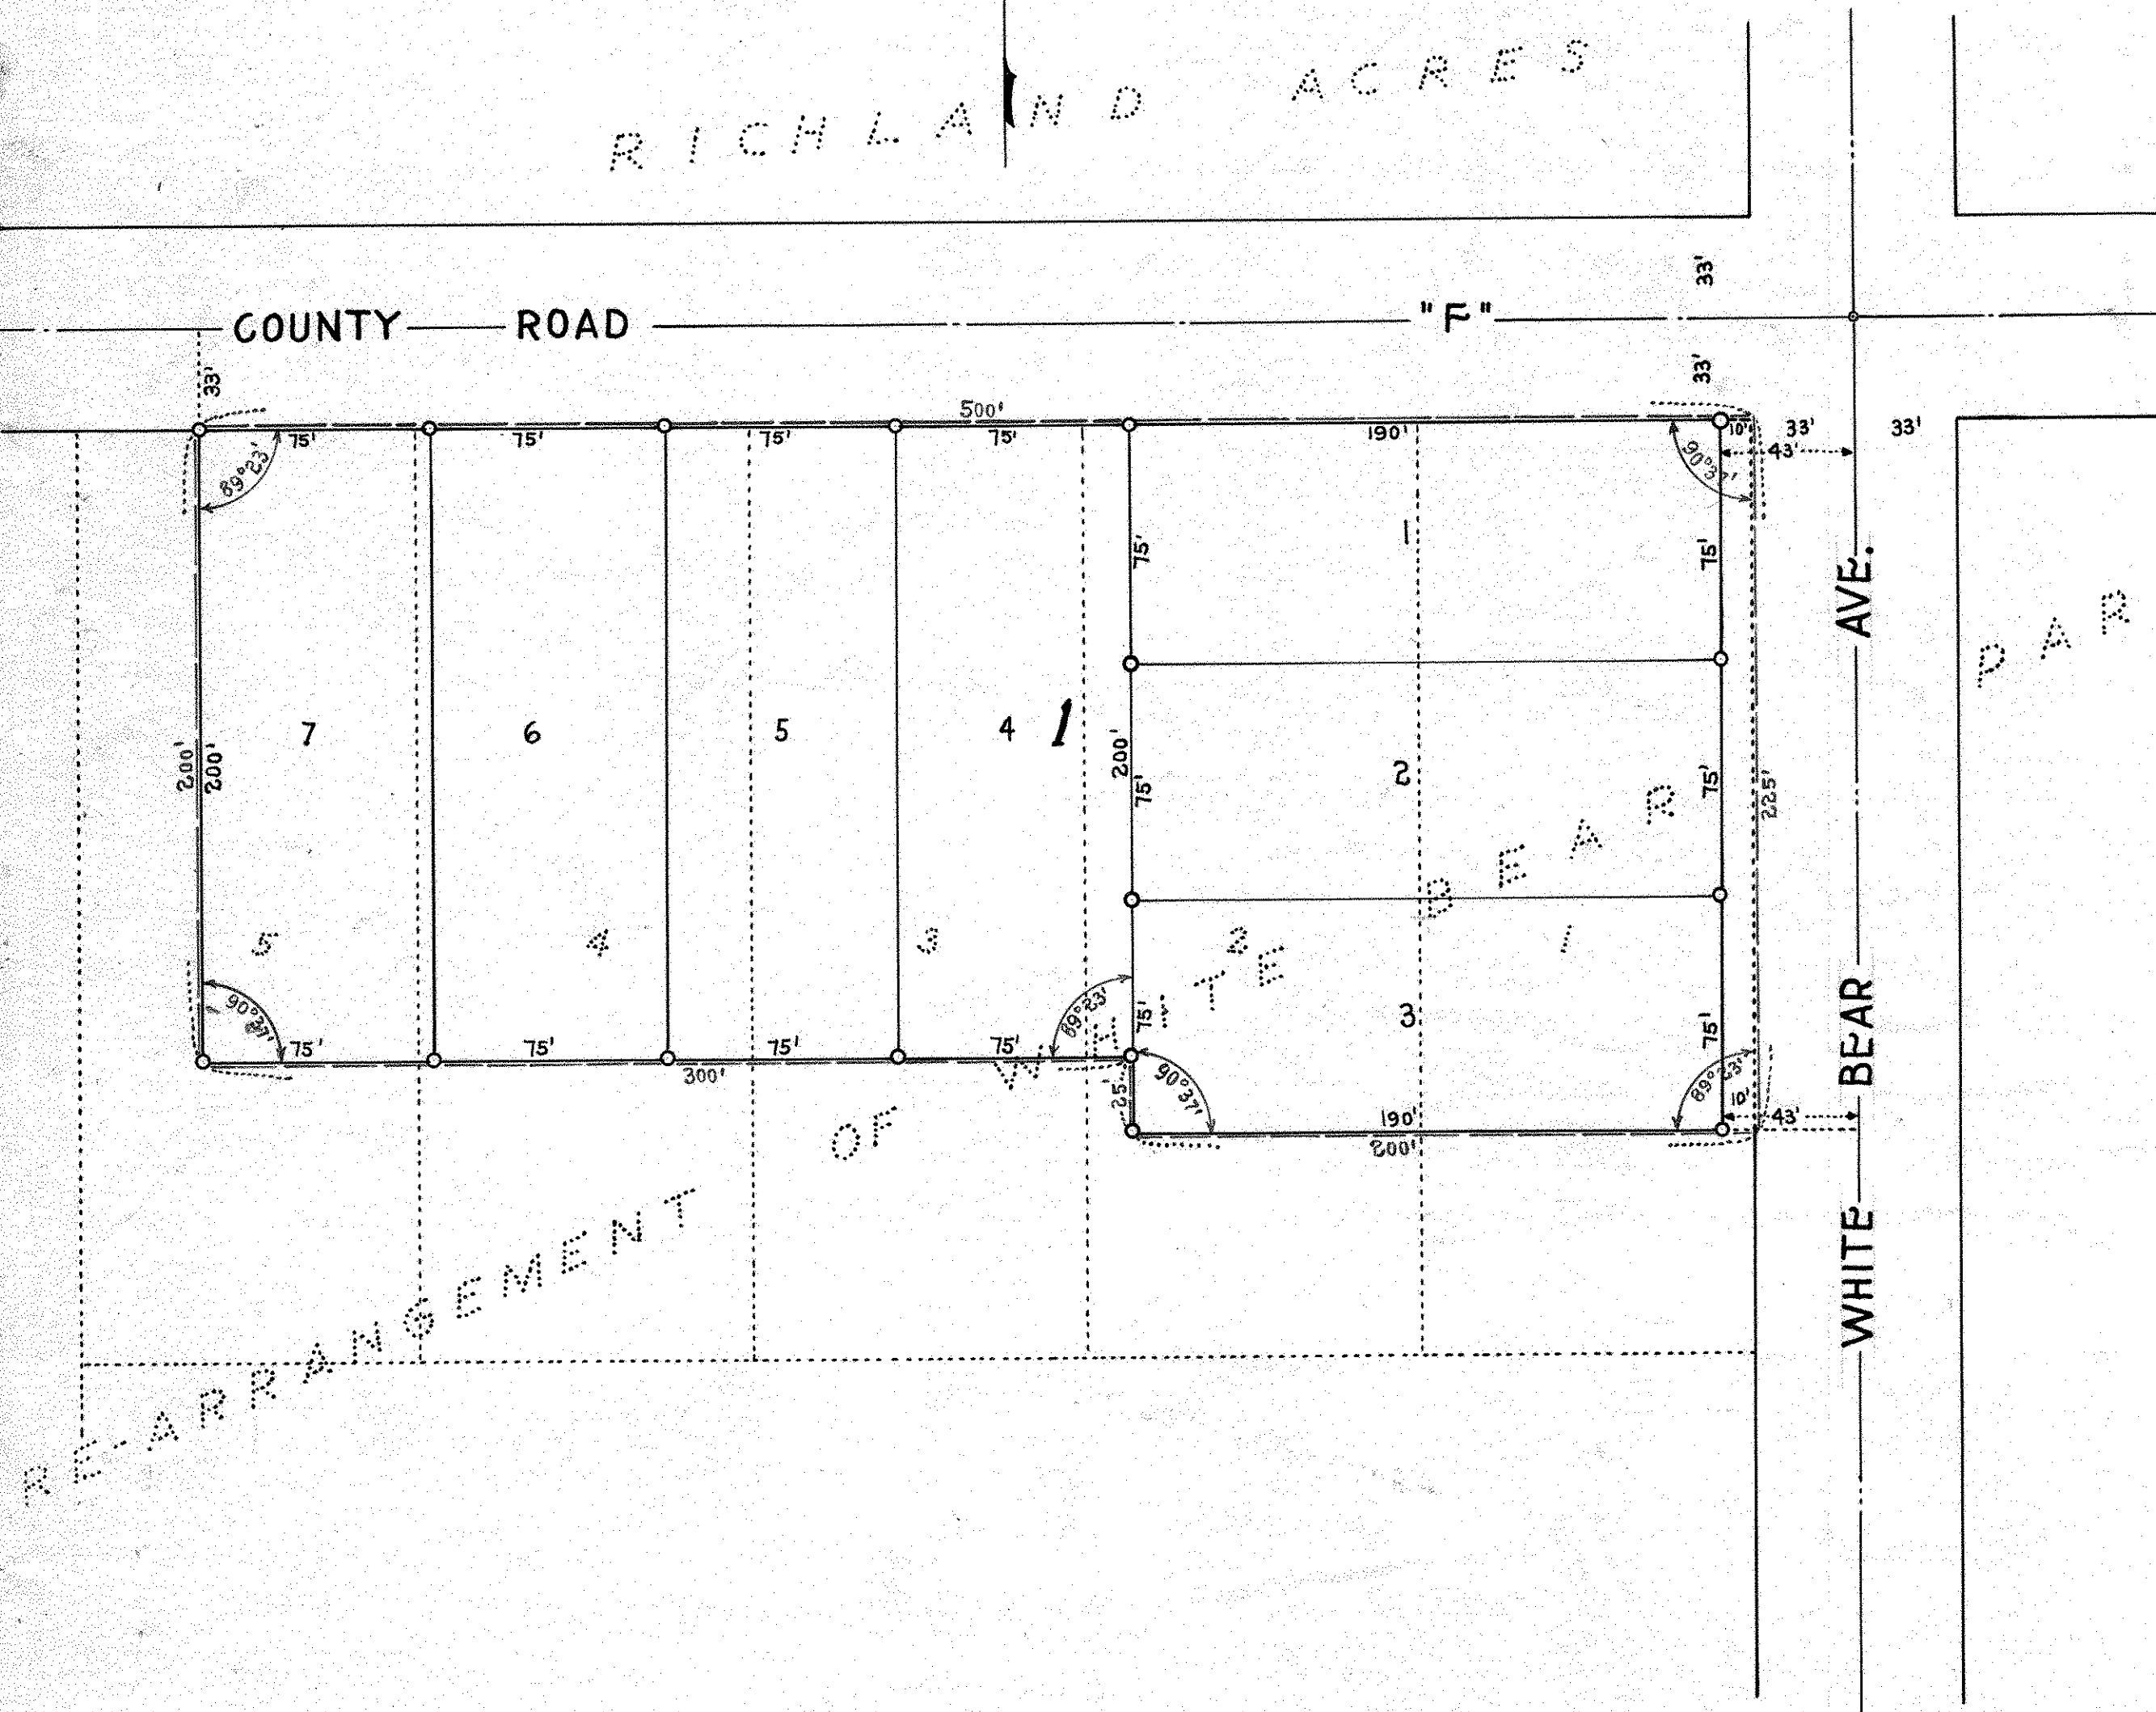 RICHLAND ACRES
COUNTY ROAD "F"
33'
33'
33'
500'
75' 75' 75' 75' 190' 10' 33' 33'
43'
89°23' 90°37'
1
75' 75'
AVE.
PAR
7 6 5 4 1
200' 200' 200'
2
75' 75' 225'
5 4 3 2 1
3
90°37' 89°23' 75' 75'
BEAR
75' 75' 75' 75'
300'
90°37' 89°23'
25' 10' 43'
190'
200'
WHITE
RE-ARRANGEMENT OF WHITE BEAR